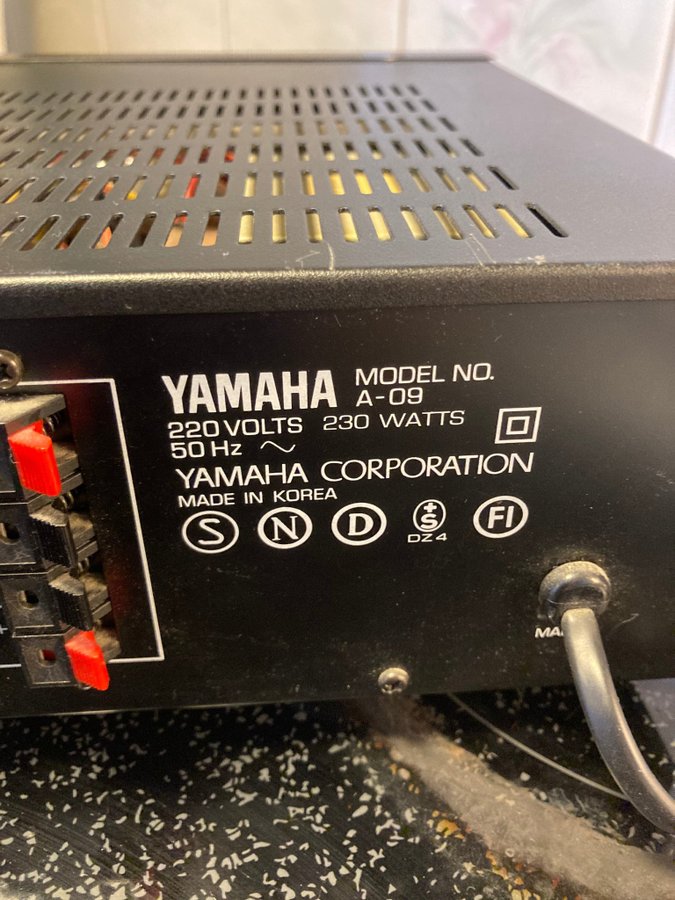 YAMAHA MODEL NO.
A-09
220 VOLTS 230 WATTS
50 Hz ~
YAMAHA CORPORATION
MADE IN KOREA
S N D +S FI
DZ4
+